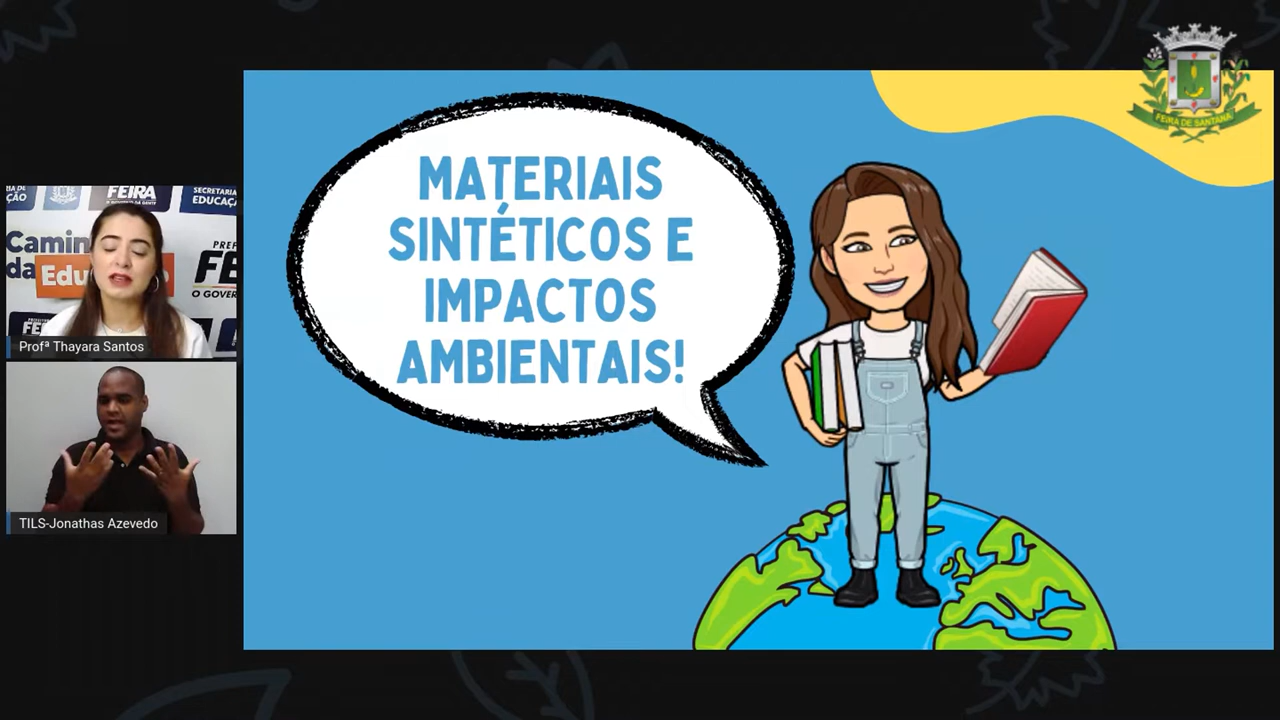 MATERIAIS
SINTÉTICOS E
IMPACTOS
AMBIENTAIS!
FEIRA DE SANTANA
FEIRA
SECRETARIA
EDUCAÇÃO
Camin
da
Edu
PREF
FE
O GOVER
Profª Thayara Santos
TILS-Jonathas Azevedo